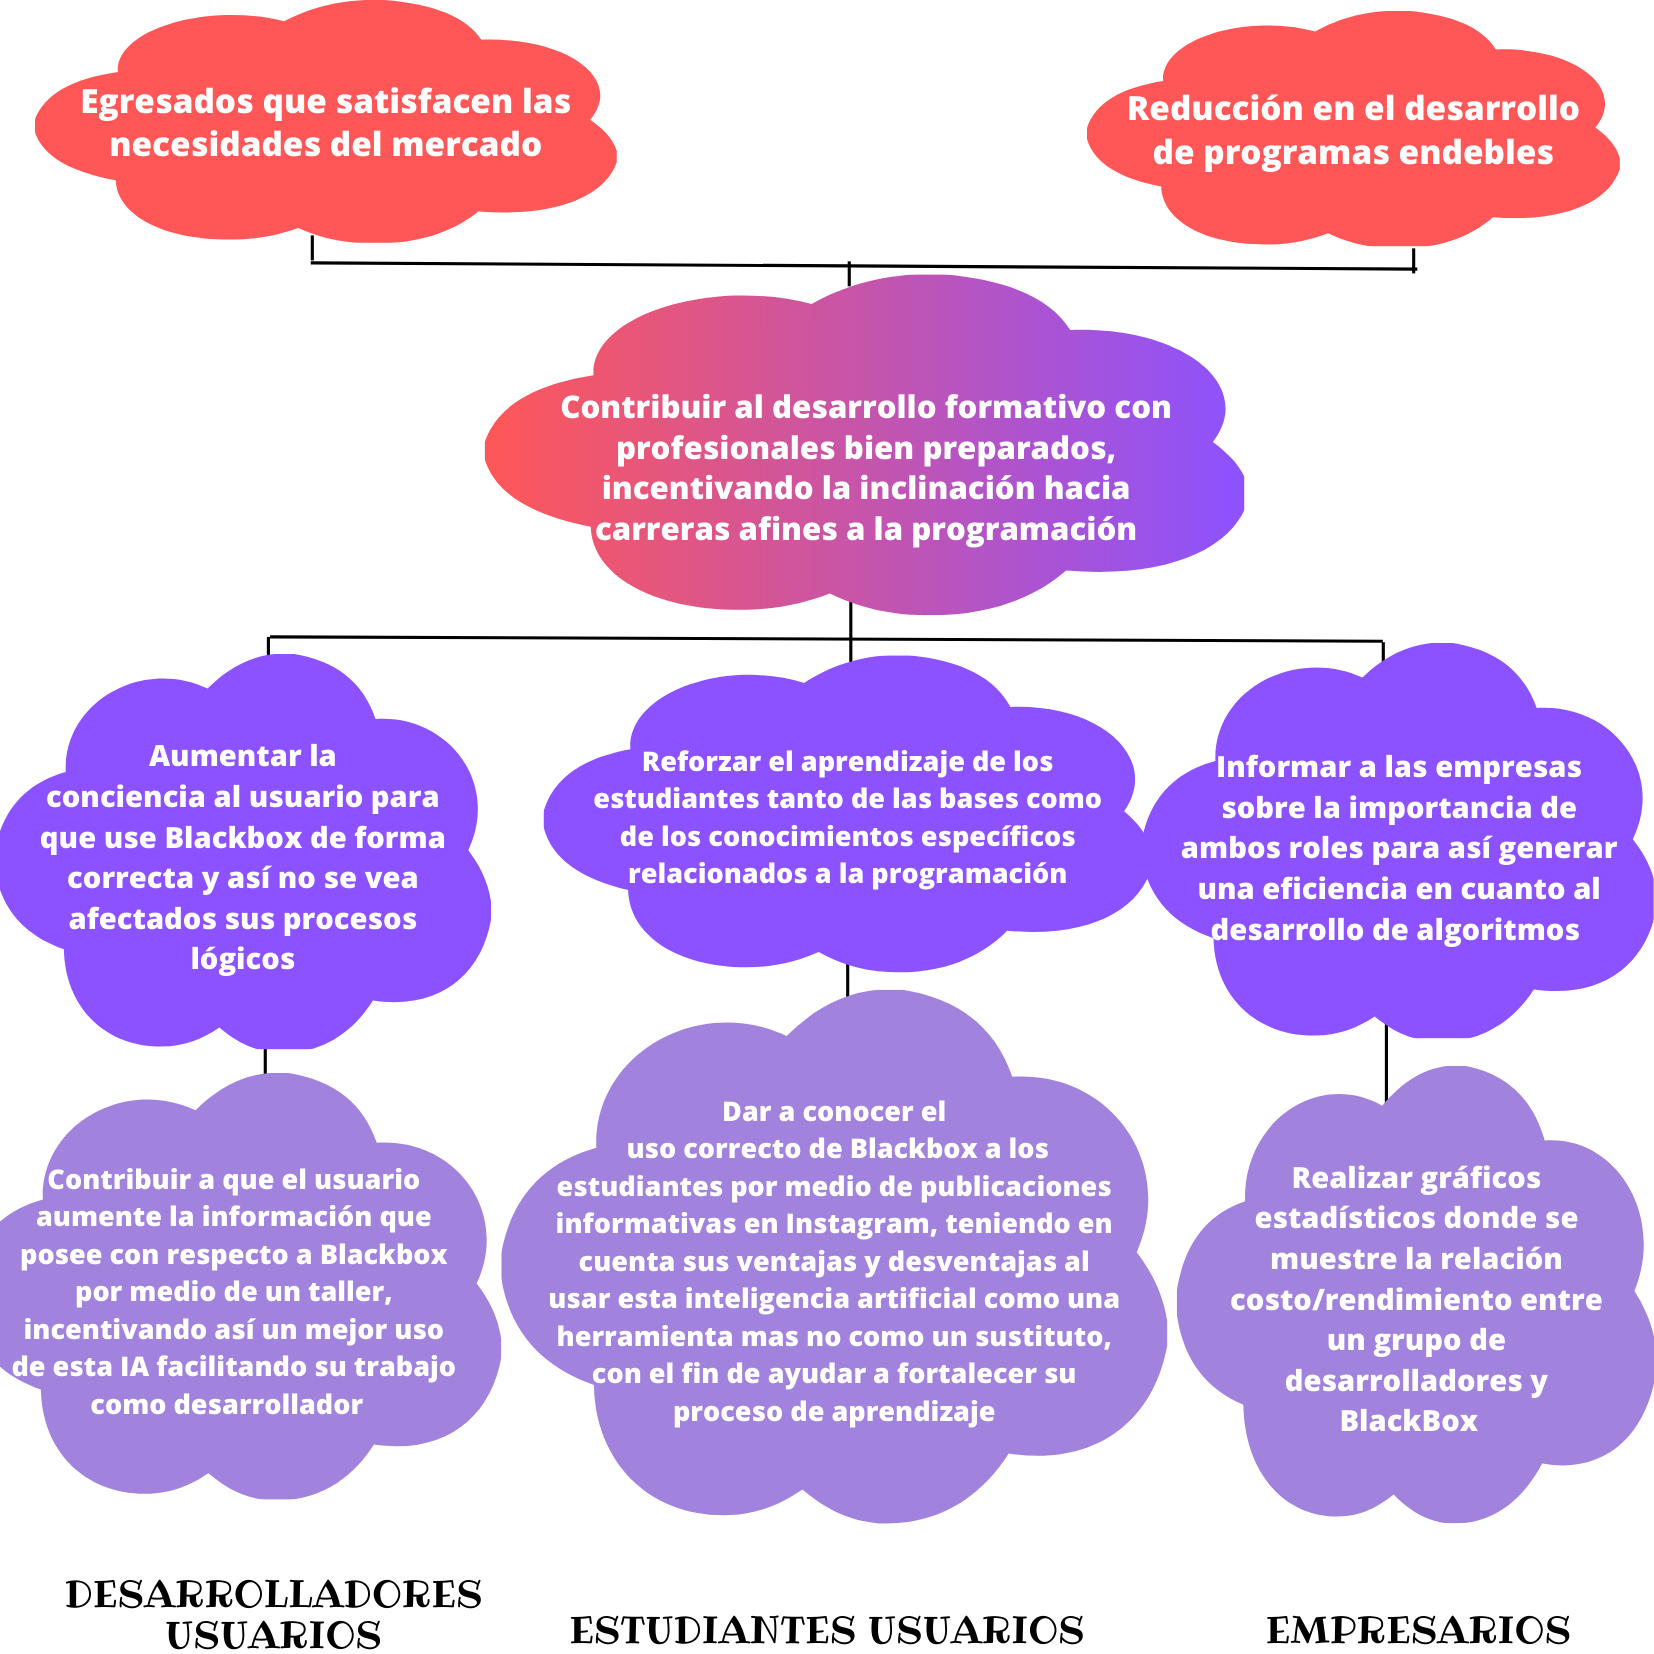 Egresados que satisfacen las
necesidades del mercado
Reducción en el desarrollo
de programas endebles
Contribuir al desarrollo formativo con
profesionales bien preparados,
incentivando la inclinación hacia
carreras afines a la programación
Aumentar la
conciencia al usuario para
que use Blackbox de forma
correcta y así no se vea
afectados sus procesos
lógicos
Reforzar el aprendizaje de los
estudiantes tanto de las bases como
de los conocimientos específicos
relacionados a la programación
Informar a las empresas
sobre la importancia de
ambos roles para así generar
una eficiencia en cuanto al
desarrollo de algoritmos
Contribuir a que el usuario
aumente la información que
posee con respecto a Blackbox
por medio de un taller,
incentivando así un mejor uso
de esta IA facilitando su trabajo
como desarrollador
Dar a conocer el
uso correcto de Blackbox a los
estudiantes por medio de publicaciones
informativas en Instagram, teniendo en
cuenta sus ventajas y desventajas al
usar esta inteligencia artificial como una
herramienta mas no como un sustituto,
con el fin de ayudar a fortalecer su
proceso de aprendizaje
Realizar gráficos
estadísticos donde se
muestre la relación
costo/rendimiento entre
un grupo de
desarrolladores y
BlackBox
DESARROLLADORES
USUARIOS
ESTUDIANTES USUARIOS
EMPRESARIOS